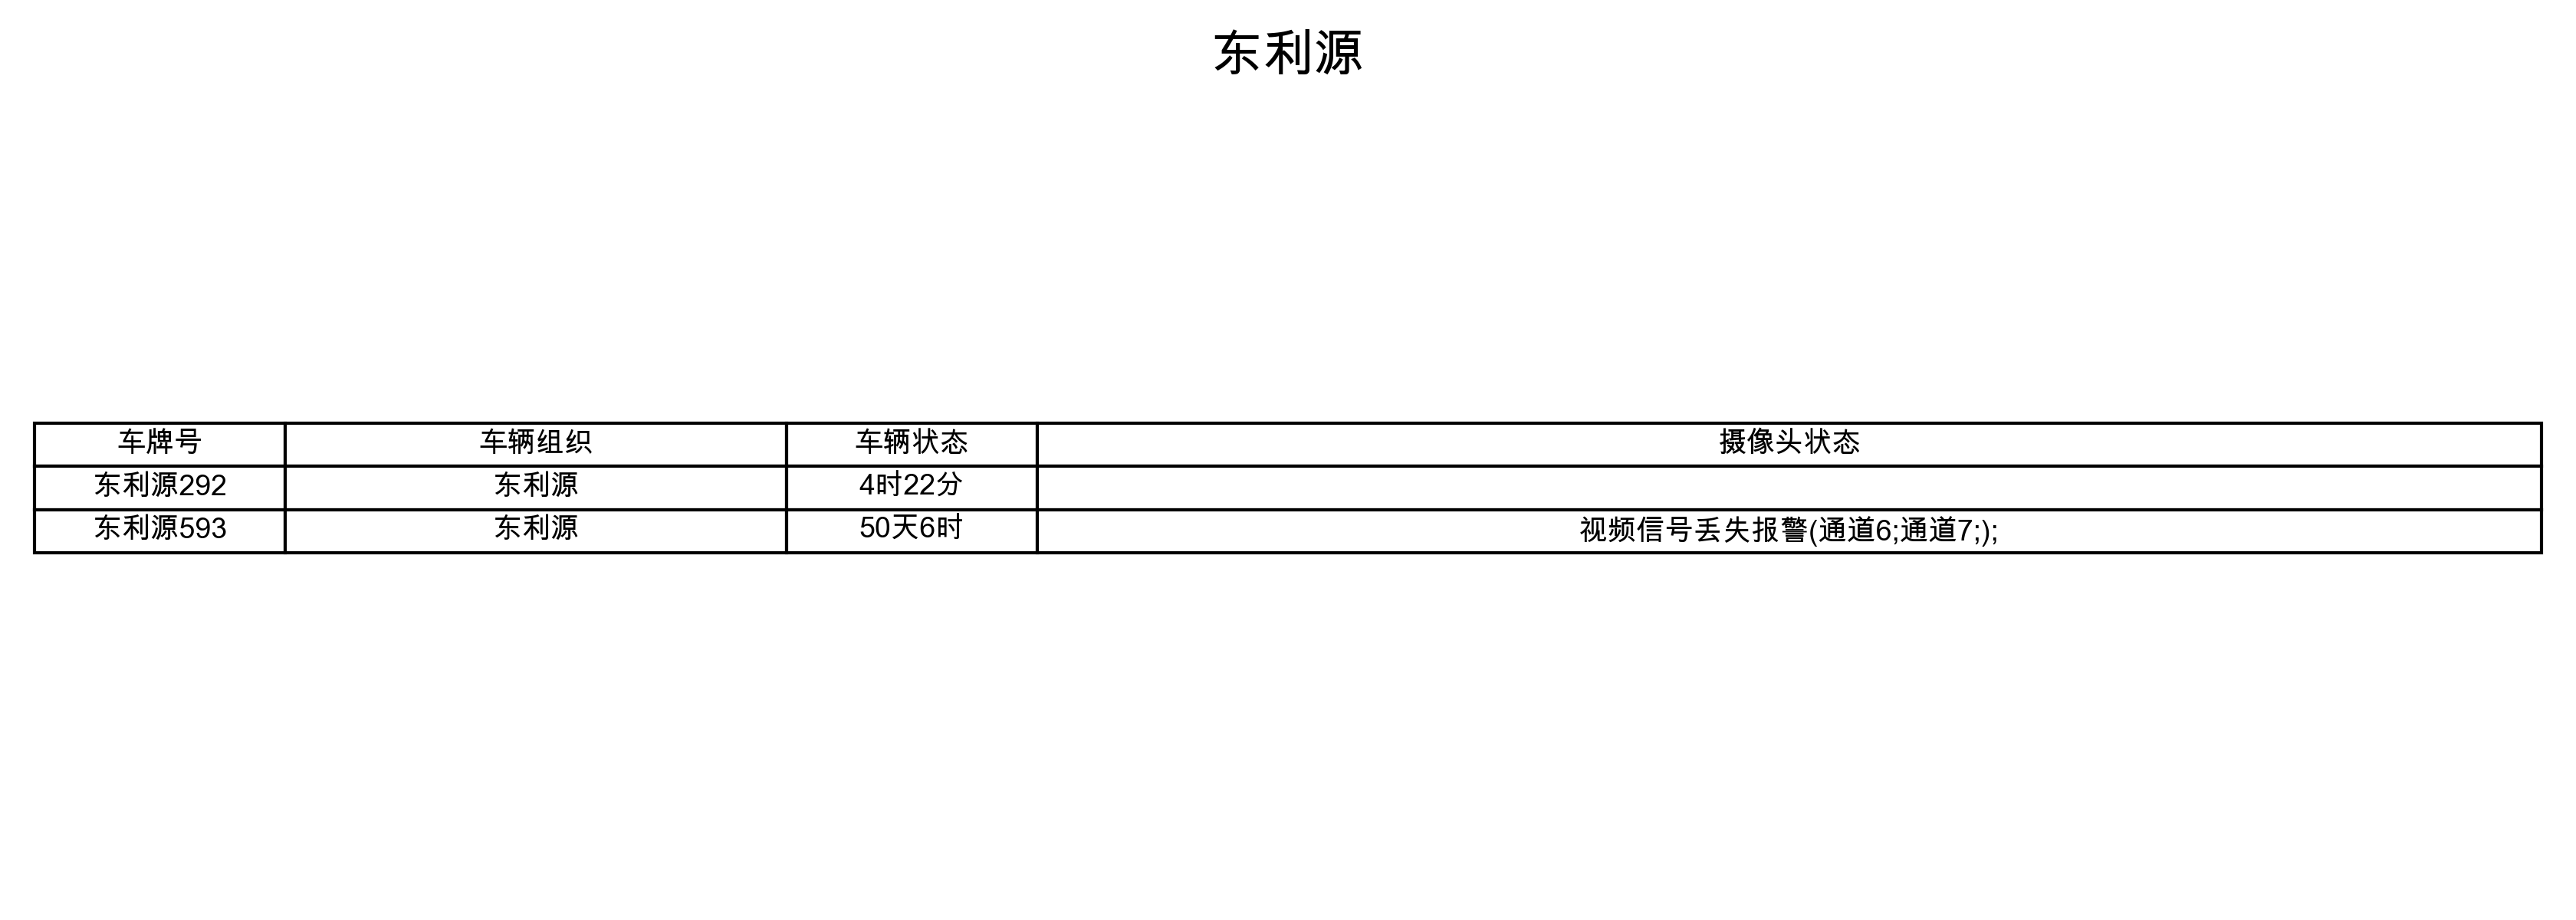 东利源
车牌号 车辆组织 车辆状态 摄像头状态
东利源292 东利源 4时22分
东利源593 东利源 50天6时 视频信号丢失报警(通道6;通道7;);